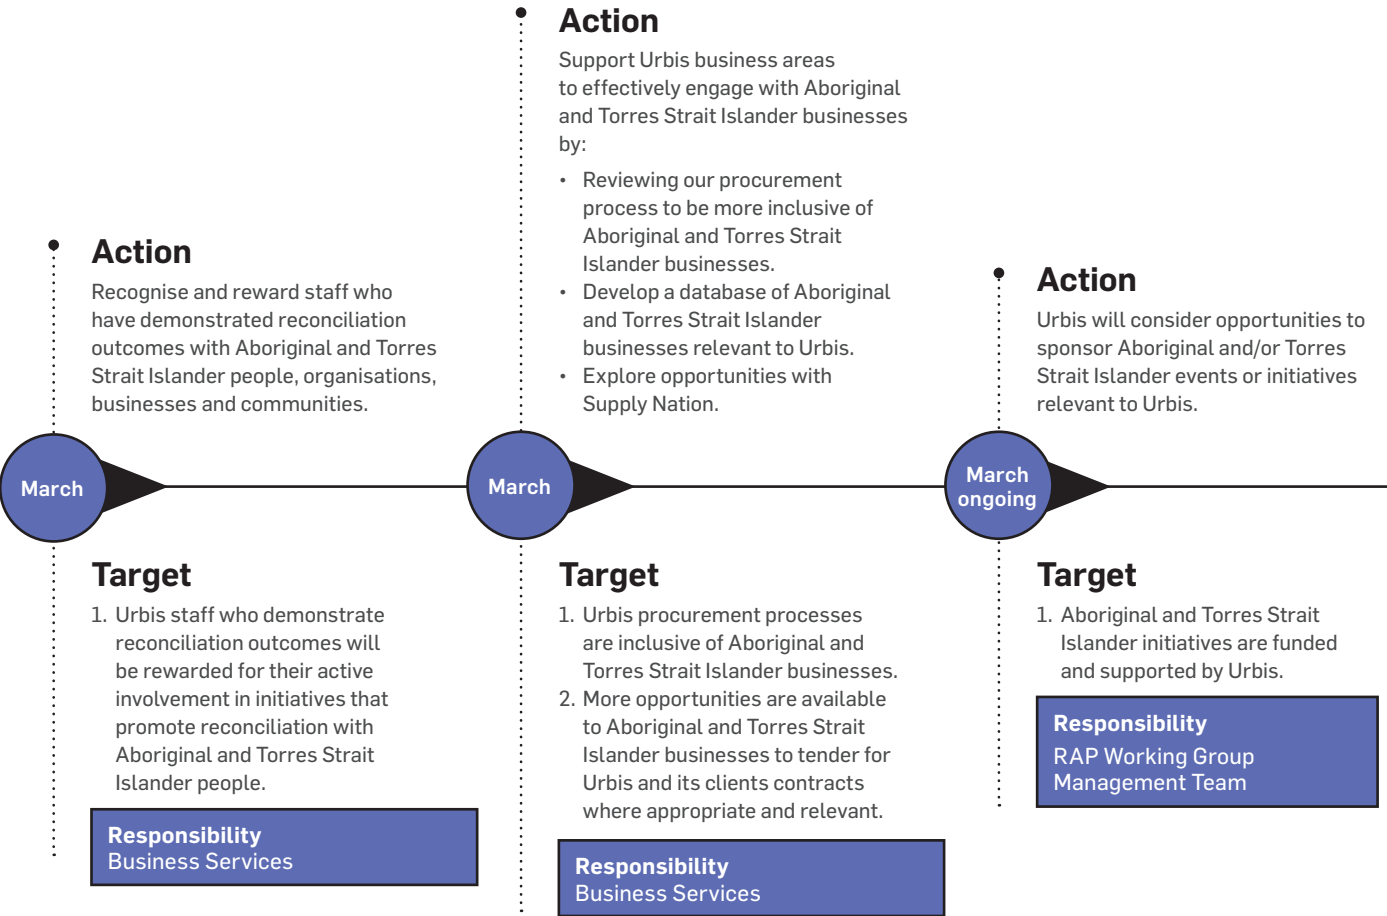 Action
Recognise and reward staff who
have demonstrated reconciliation
outcomes with Aboriginal and Torres
Strait Islander people, organisations,
businesses and communities.
March
Target
1. Urbis staff who demonstrate
reconciliation outcomes will
be rewarded for their active
involvement in initiatives that
promote reconciliation with
Aboriginal and Torres Strait
Islander people.
Responsibility
Business Services
Action
Support Urbis business areas
to effectively engage with Aboriginal
and Torres Strait Islander businesses
by:
• Reviewing our procurement
process to be more inclusive of
Aboriginal and Torres Strait
Islander businesses.
• Develop a database of Aboriginal
and Torres Strait Islander
businesses relevant to Urbis.
• Explore opportunities with
Supply Nation.
March
Target
1. Urbis procurement processes
are inclusive of Aboriginal and
Torres Strait Islander businesses.
2. More opportunities are available
to Aboriginal and Torres Strait
Islander businesses to tender for
Urbis and its clients contracts
where appropriate and relevant.
Responsibility
Business Services
Action
Urbis will consider opportunities to
sponsor Aboriginal and/or Torres
Strait Islander events or initiatives
relevant to Urbis.
March
ongoing
Target
1. Aboriginal and Torres Strait
Islander initiatives are funded
and supported by Urbis.
Responsibility
RAP Working Group
Management Team